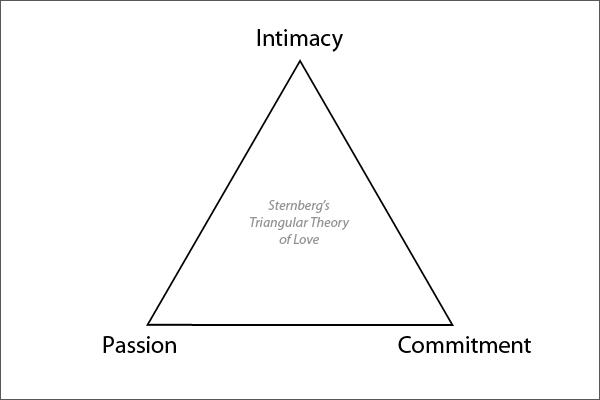 Intimacy
Sternberg's
Triangular Theory
of Love
Passion Commitment